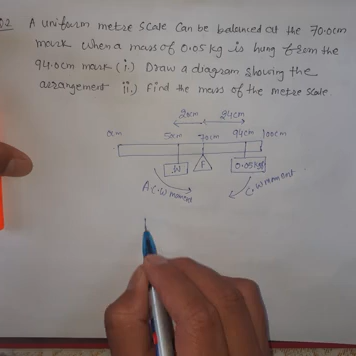 Q2 A uniform metre scale can be balanced at the 70.0cm
mark when a mass of 0.05 kg is hung from the
94.0cm mark (i.) Draw a diagram showing the
arrangement ii.) Find the mass of the metre scale
20cm 24cm
0cm 50cm 70cm 94cm 100cm
W F 0.05kgf
A.C.W moment C.W moment